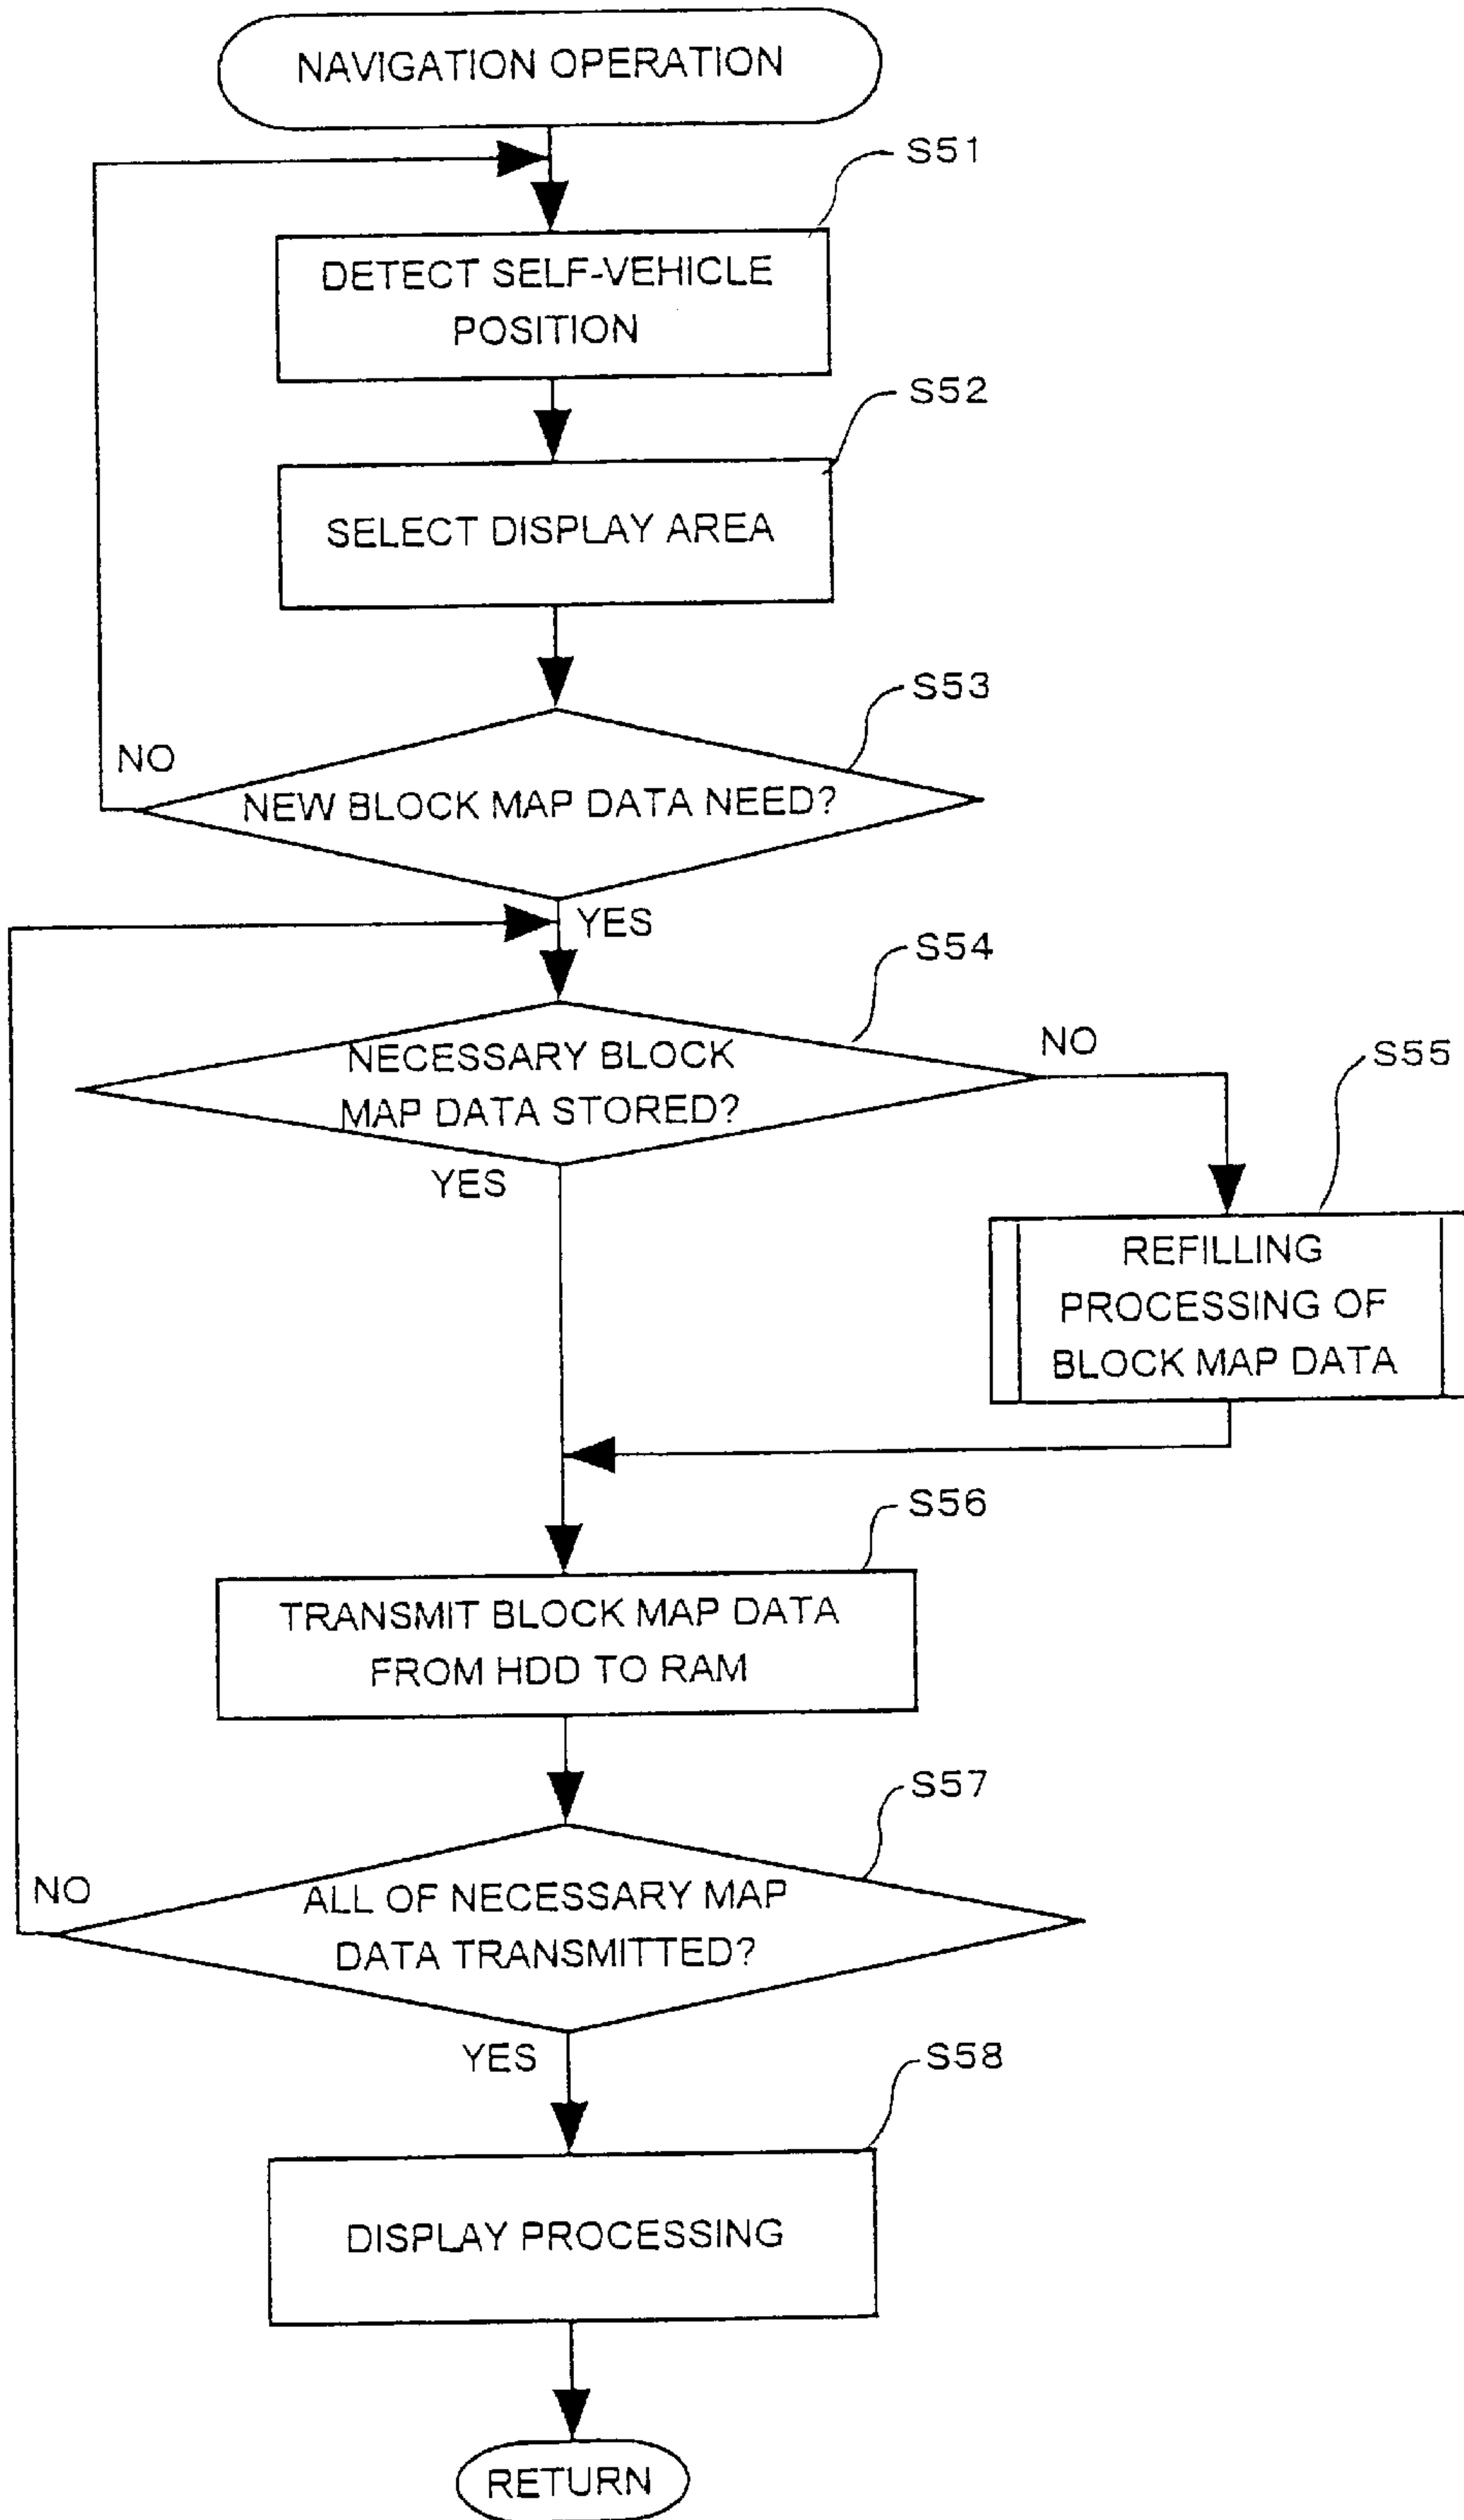 NAVIGATION OPERATION
S51
DETECT SELF-VEHICLE
POSITION
S52
SELECT DISPLAY AREA
S53
NO
NEW BLOCK MAP DATA NEED?
YES
S54
NECESSARY BLOCK
MAP DATA STORED?
NO
S55
YES
REFILLING
PROCESSING OF
BLOCK MAP DATA
S56
TRANSMIT BLOCK MAP DATA
FROM HDD TO RAM
S57
NO
ALL OF NECESSARY MAP
DATA TRANSMITTED?
YES
S58
DISPLAY PROCESSING
RETURN